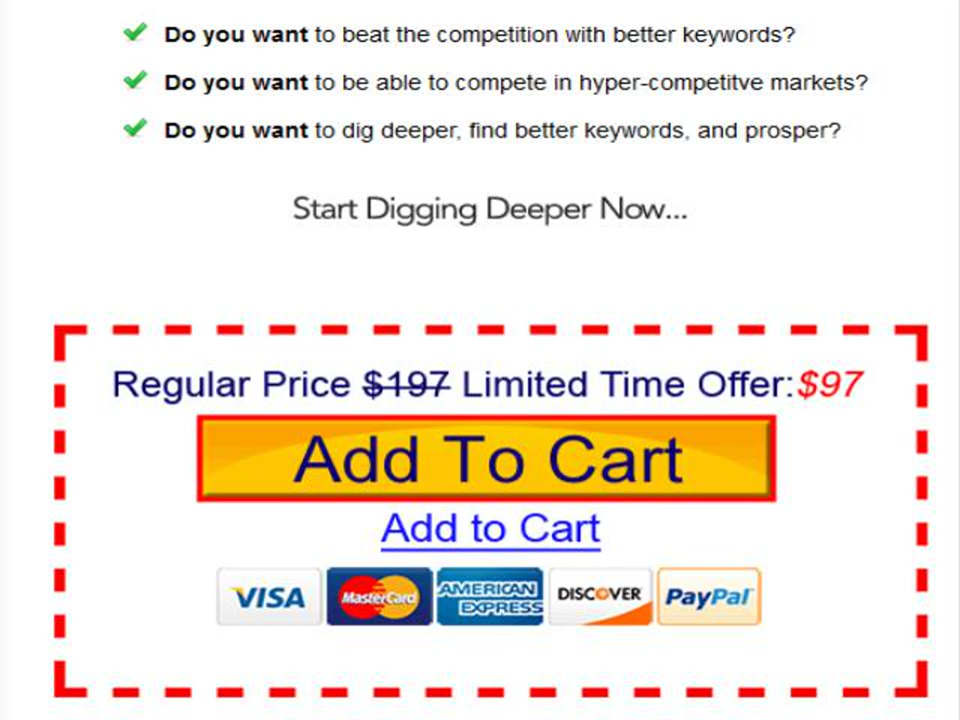 Do you want to beat the competition with better keywords?
Do you want to be able to compete in hyper-competitve markets?
Do you want to dig deeper, find better keywords, and prosper?
Start Digging Deeper Now...
Regular Price $197 Limited Time Offer:$97
Add To Cart
Add to Cart
VISA MasterCard AMERICAN EXPRESS DISCOVER PayPal